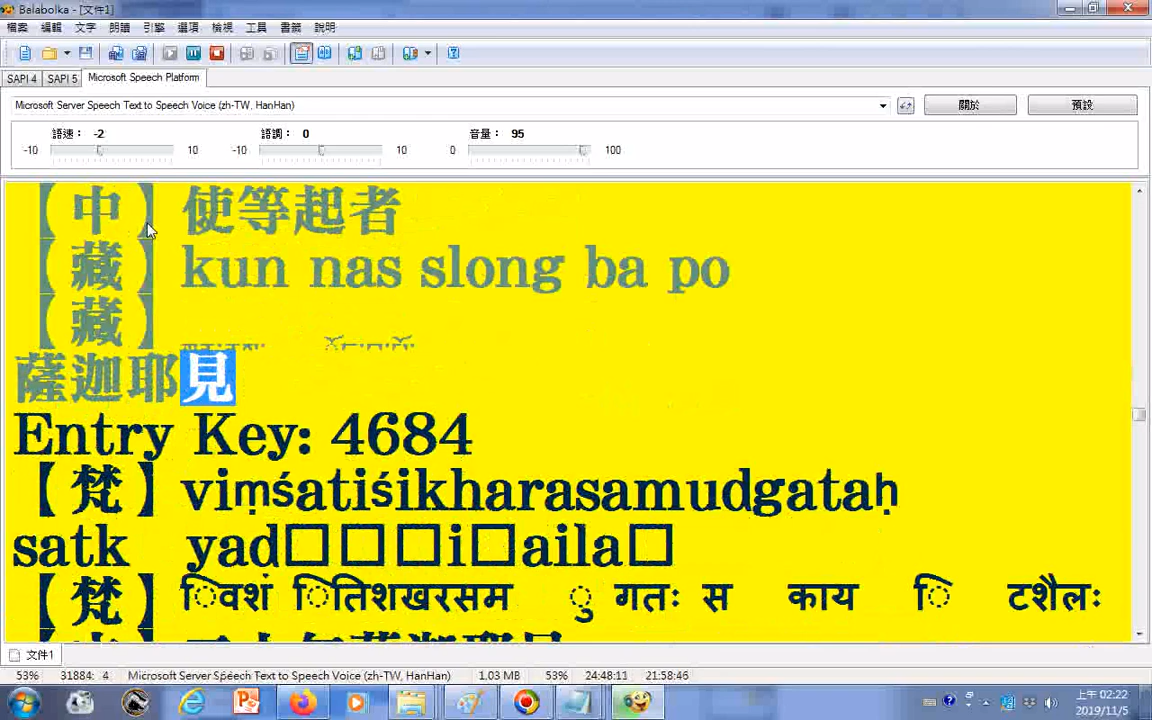 Balabolka - [文件1]
檔案 編輯 文字 朗讀 引擎 選項 檢視 工具 書籤 說明
SAPI 4 SAPI 5 Microsoft Speech Platform
Microsoft Server Speech Text to Speech Voice (zh-TW, HanHan) 關於 預設
語速： -2 語調： 0 音量： 95
-10 10 -10 10 0 100
【中】使等起者
【藏】kun nas slong ba po
【藏】
薩迦耶見
Entry Key: 4684
【梵】viṃśatiśikharasamudgataḥ
satk yaḍ□□□i□aila□
【梵】
文件1
53% 31884: 4 Microsoft Server Speech Text to Speech Voice (zh-TW, HanHan) 1.03 MB 53% 24:48:11 21:58:46
上午 02:22
2019/11/5